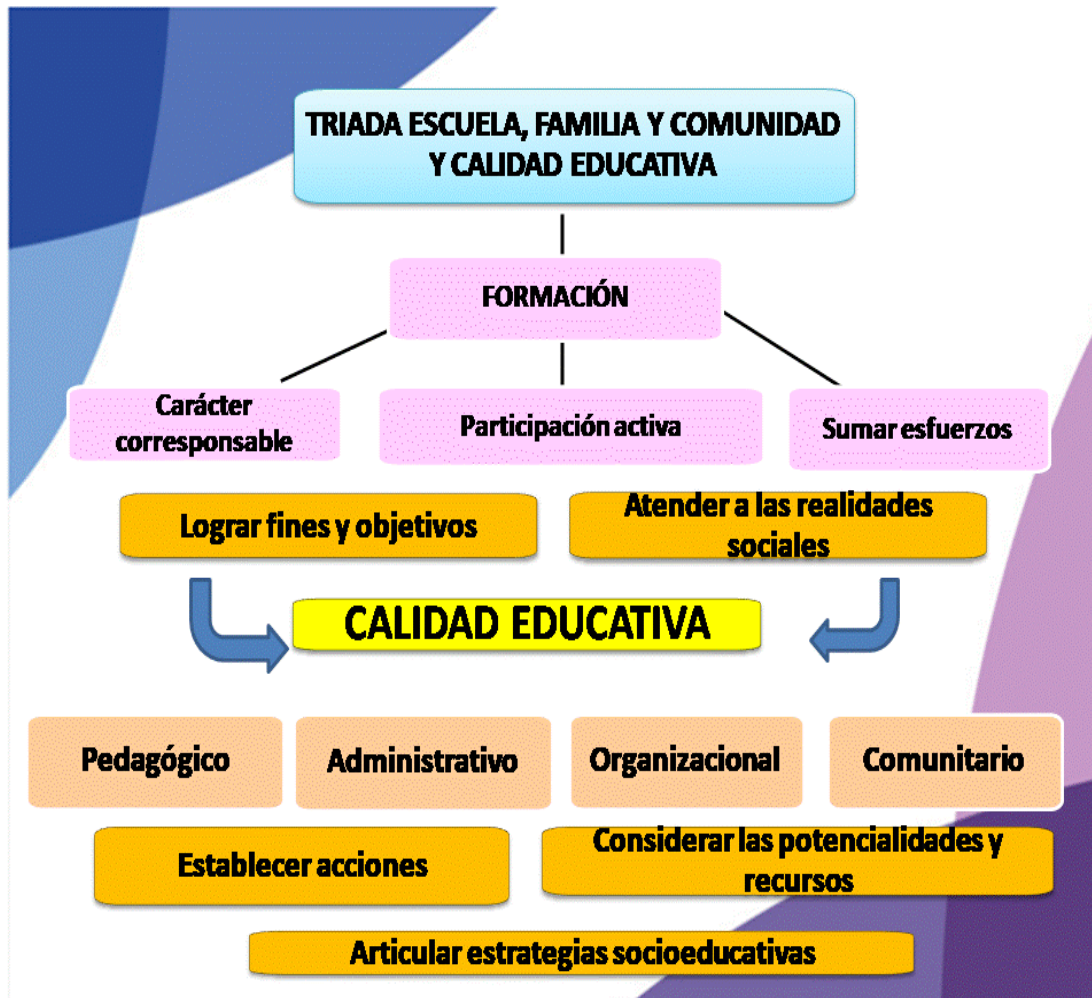 TRIADA ESCUELA, FAMILIA Y COMUNIDAD
Y CALIDAD EDUCATIVA
FORMACIÓN
Carácter
corresponsable
Participación activa
Sumar esfuerzos
Lograr fines y objetivos
Atender a las realidades
sociales
CALIDAD EDUCATIVA
Pedagógico
Administrativo
Organizacional
Comunitario
Establecer acciones
Considerar las potencialidades y
recursos
Articular estrategias socioeducativas